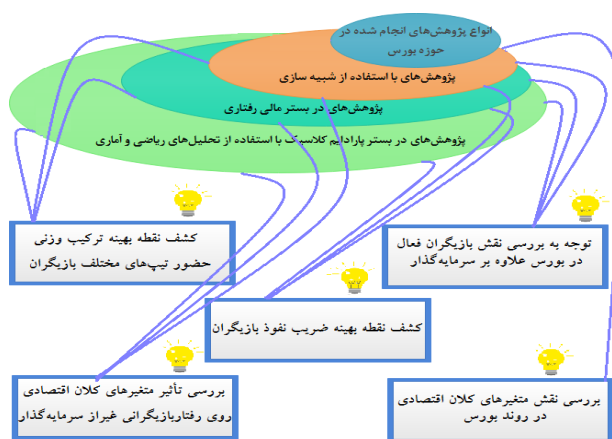 انواع پژوهش‌های انجام شده در
حوزه بورس
پژوهش‌های با استفاده از شبیه سازی
پژوهش‌های در بستر مالی رفتاری
پژوهش‌های در بستر پارادایم کلاسیک با استفاده از تحلیل‌های ریاضی و آماری
کشف نقطه بهینه ترکیب وزنی
حضور تیپ‌های مختلف بازیگران
توجه به بررسی نقش بازیگران فعال
در بورس علاوه بر سرمایه‌گذار
کشف نقطه بهینه ضریب نفوذ بازیگران
بررسی تأثیر متغیرهای کلان اقتصادی
روی رفتاربازیگرانی غیراز سرمایه‌گذار
بررسی نقش متغیرهای کلان اقتصادی
در روند بورس